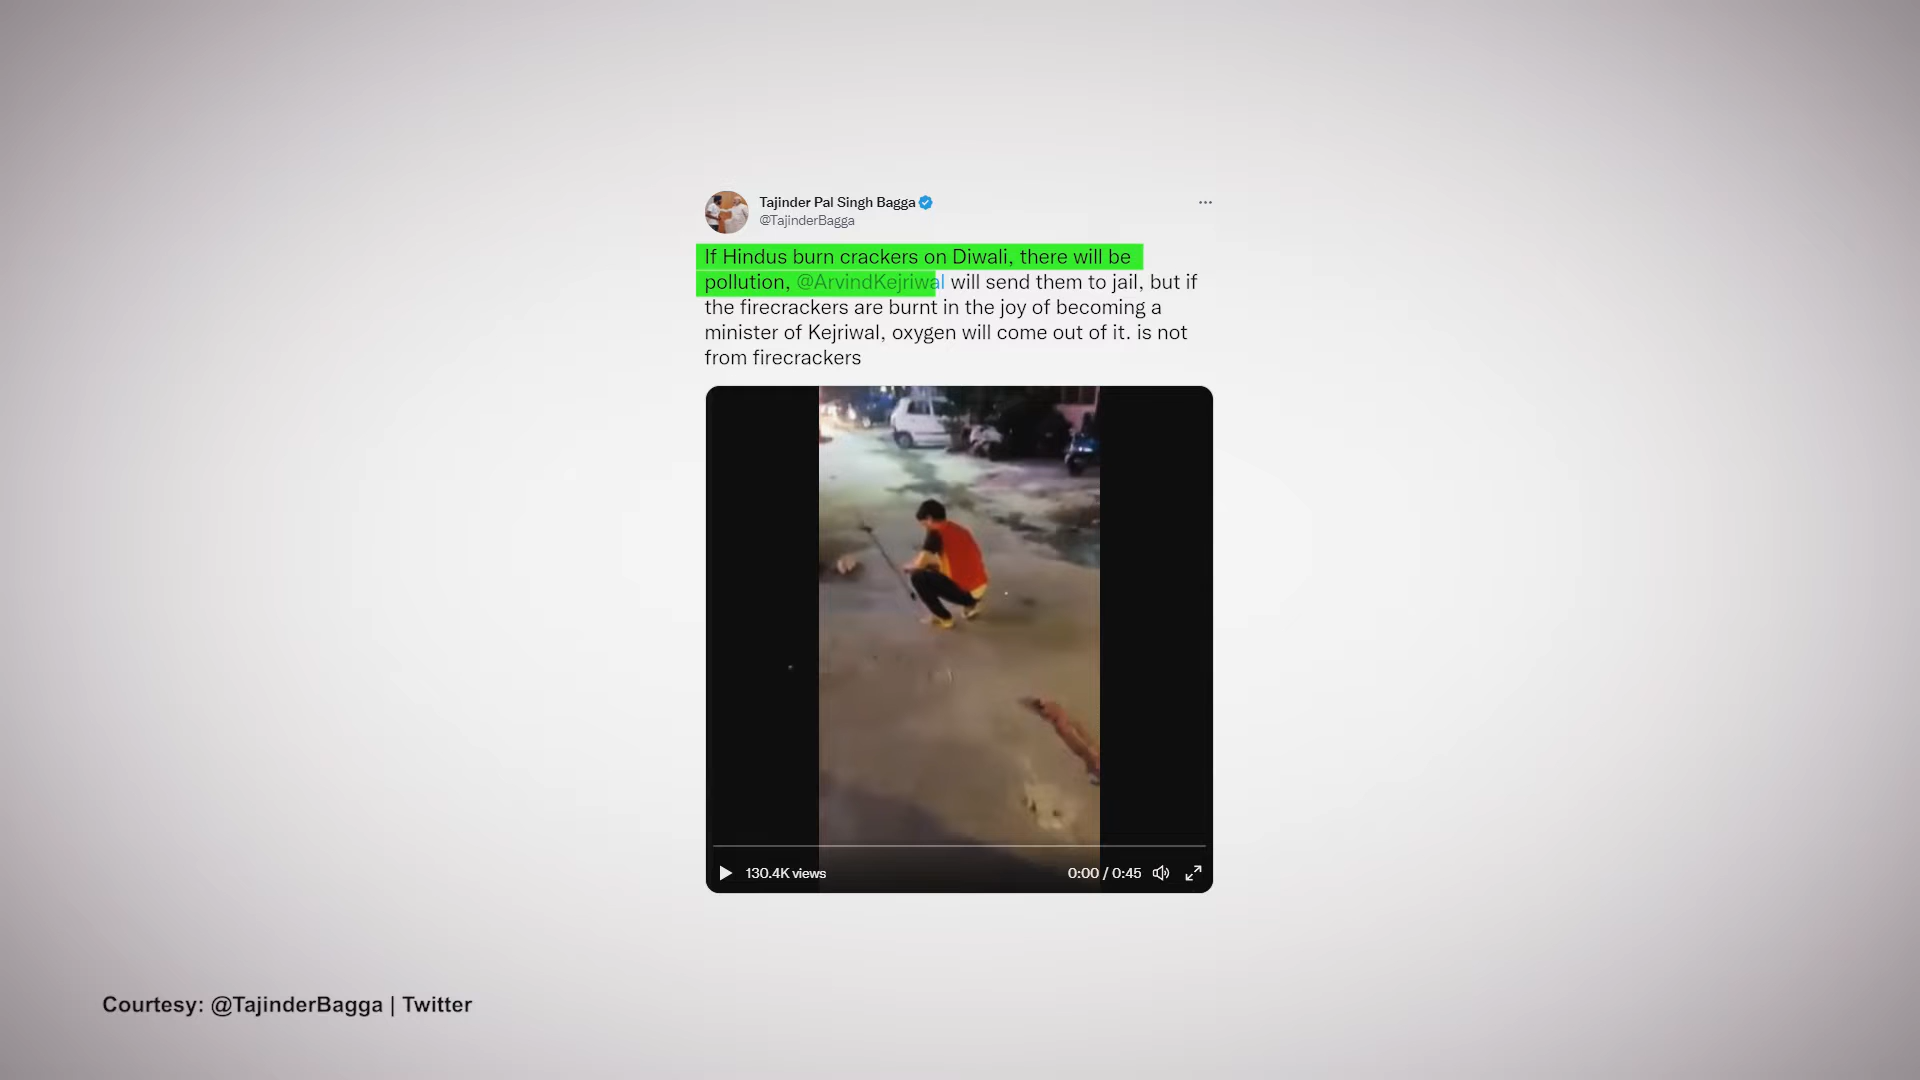 Tajinder Pal Singh Bagga
@TajinderBagga
If Hindus burn crackers on Diwali, there will be
pollution, @ArvindKejriwal will send them to jail, but if
the firecrackers are burnt in the joy of becoming a
minister of Kejriwal, oxygen will come out of it. is not
from firecrackers
130.4K views
0:00 / 0:45
Courtesy: @TajinderBagga | Twitter